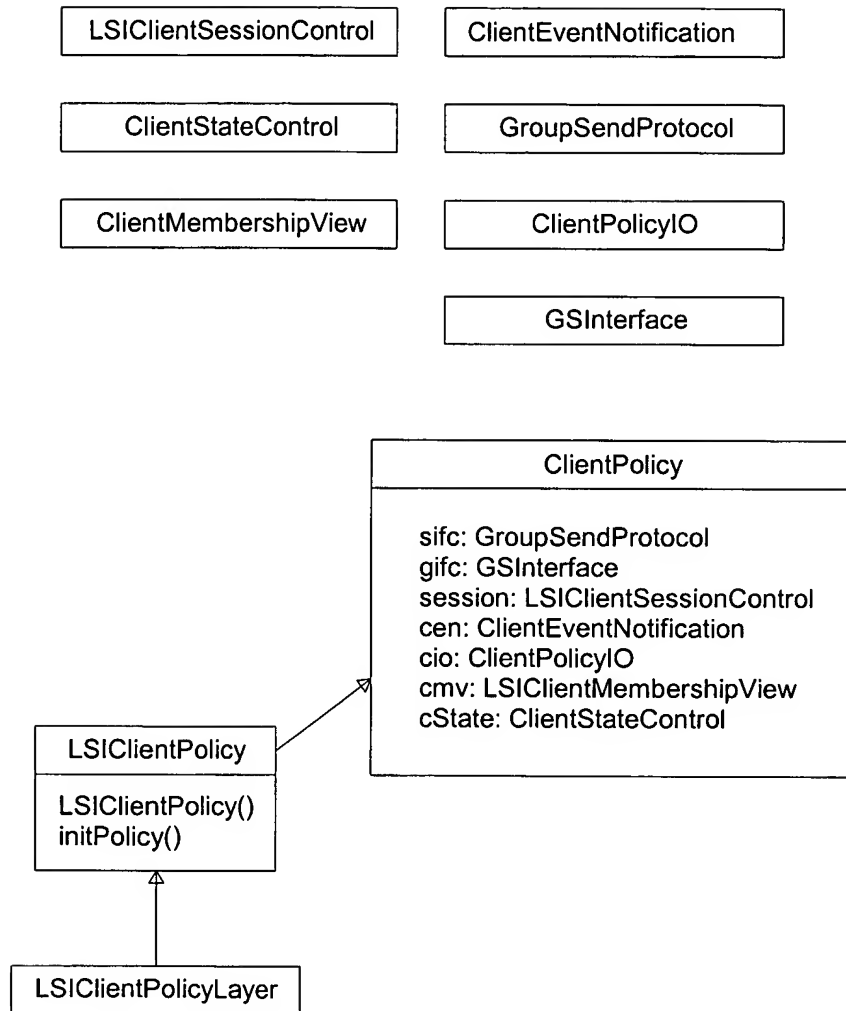 LSIClientSessionControl
ClientEventNotification
ClientStateControl
GroupSendProtocol
ClientMembershipView
ClientPolicyIO
GSInterface
ClientPolicy
sifc: GroupSendProtocol
gifc: GSInterface
session: LSIClientSessionControl
cen: ClientEventNotification
cio: ClientPolicyIO
cmv: LSIClientMembershipView
cState: ClientStateControl
LSIClientPolicy
LSIClientPolicy()
initPolicy()
LSIClientPolicyLayer